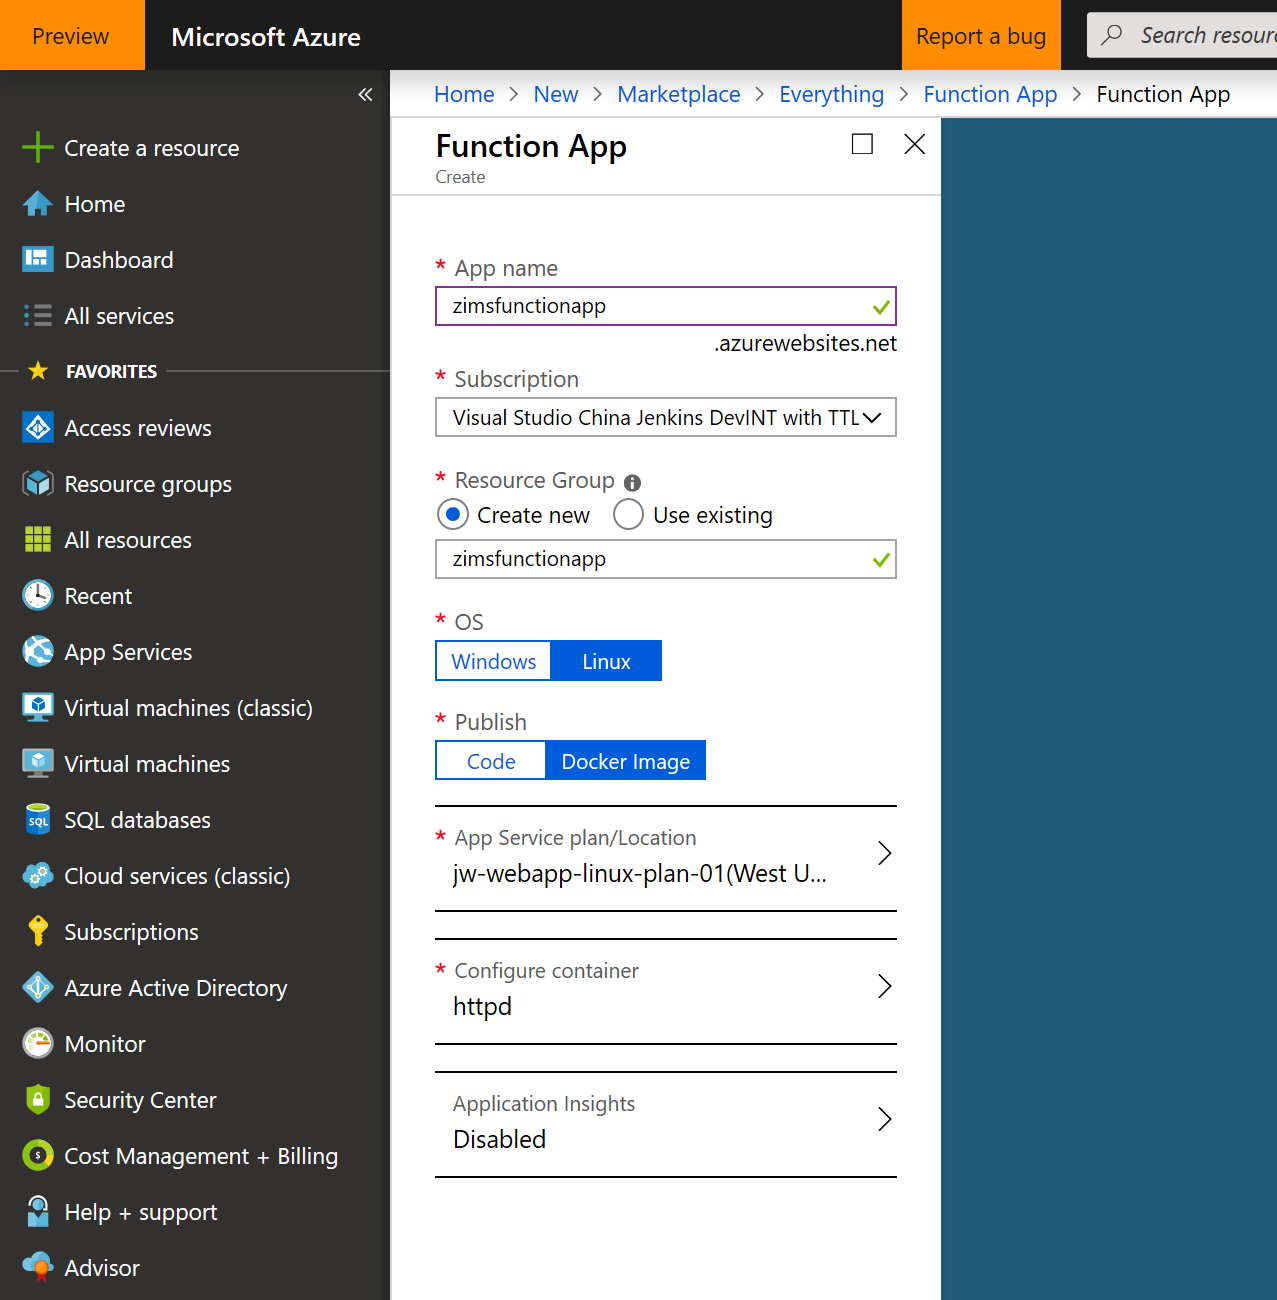 Preview
Microsoft Azure
Report a bug
Search resour
«
Home > New > Marketplace > Everything > Function App > Function App
Create a resource
Home
Dashboard
All services
FAVORITES
Access reviews
Resource groups
All resources
Recent
App Services
Virtual machines (classic)
Virtual machines
SQL
SQL databases
Cloud services (classic)
Subscriptions
Azure Active Directory
Monitor
Security Center
$
Cost Management + Billing
Help + support
Advisor
Function App
Create
* App name
zimsfunctionapp
.azurewebsites.net
* Subscription
Visual Studio China Jenkins DevINT with TTL
* Resource Group
Create new Use existing
zimsfunctionapp
* OS
Windows Linux
* Publish
Code Docker Image
* App Service plan/Location
jw-webapp-linux-plan-01(West U...
* Configure container
httpd
Application Insights
Disabled